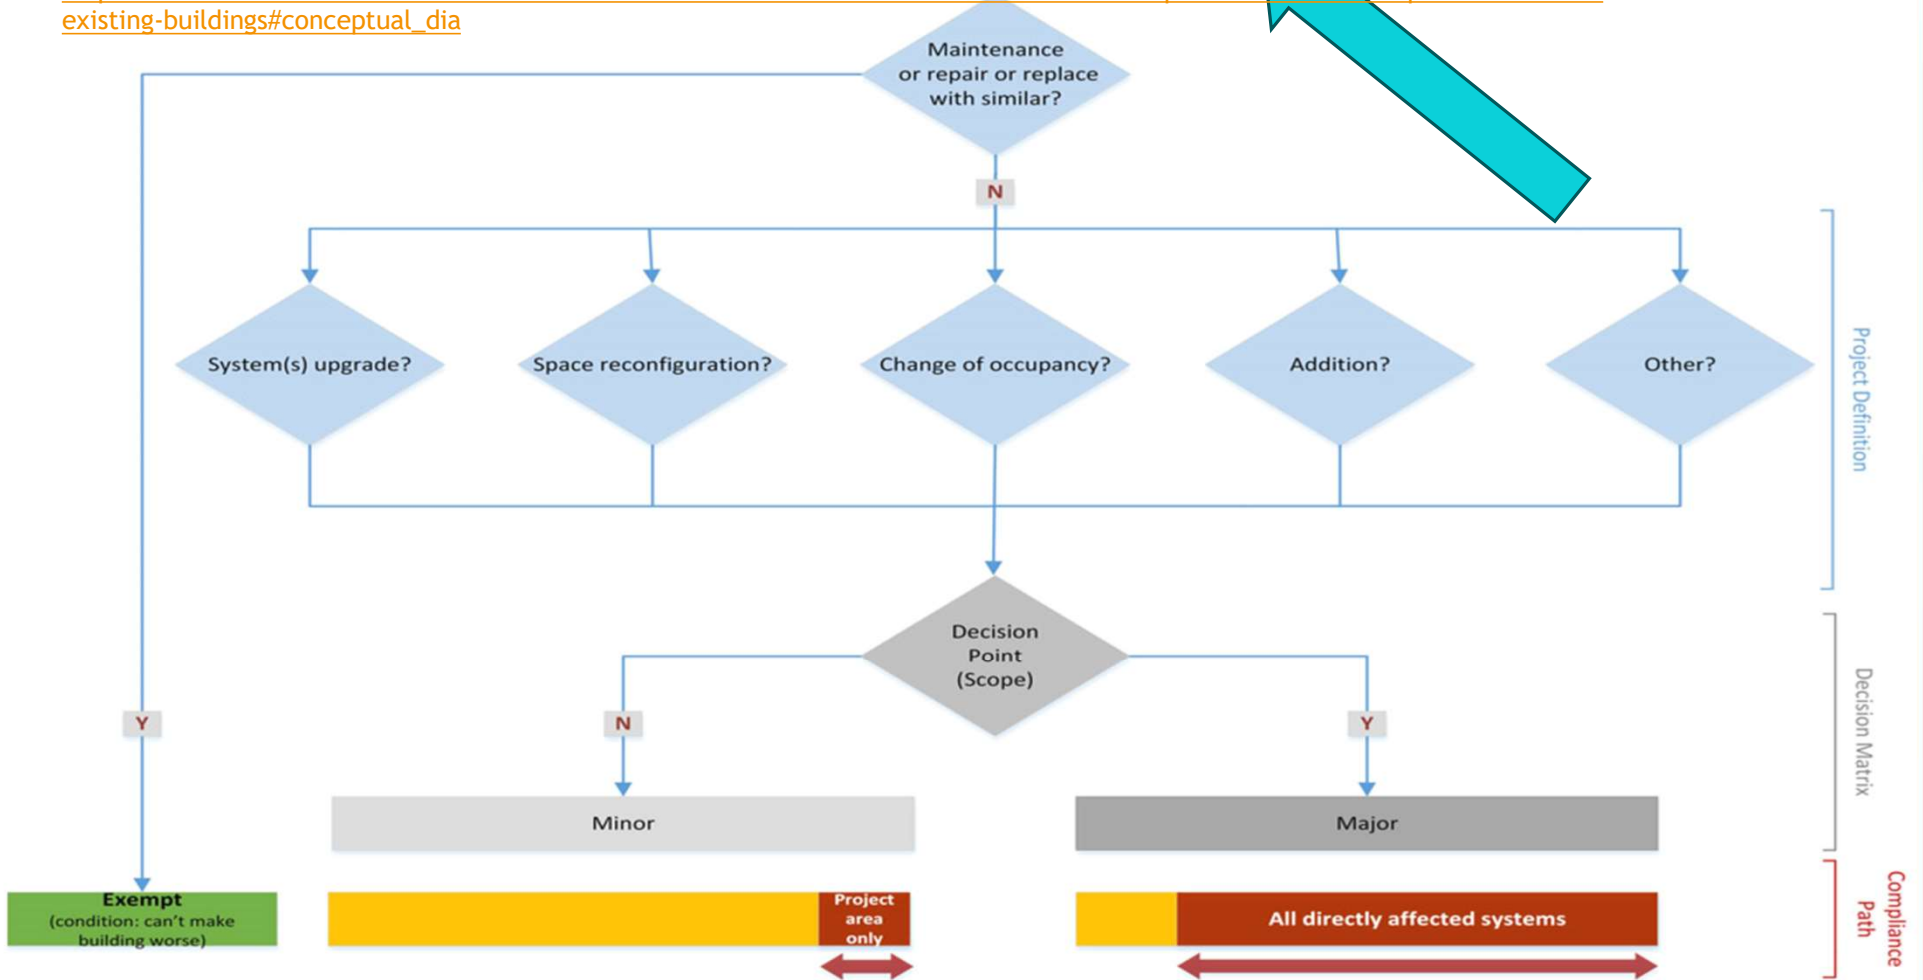 existing-buildings#conceptual_dia
Maintenance
or repair or replace
with similar?
N
System(s) upgrade?
Space reconfiguration?
Change of occupancy?
Addition?
Other?
Project Definition
Decision
Point
(Scope)
Y
N
Y
Decision Matrix
Minor
Major
Exempt
(condition: can't make
building worse)
Project
area
only
All directly affected systems
Compliance
Path